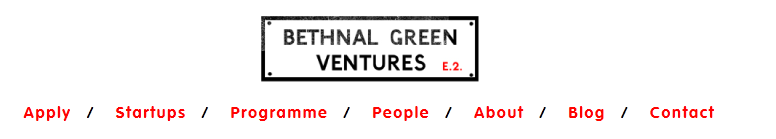 BETHNAL GREEN
VENTURES E.2.
Apply / Startups / Programme / People / About / Blog / Contact